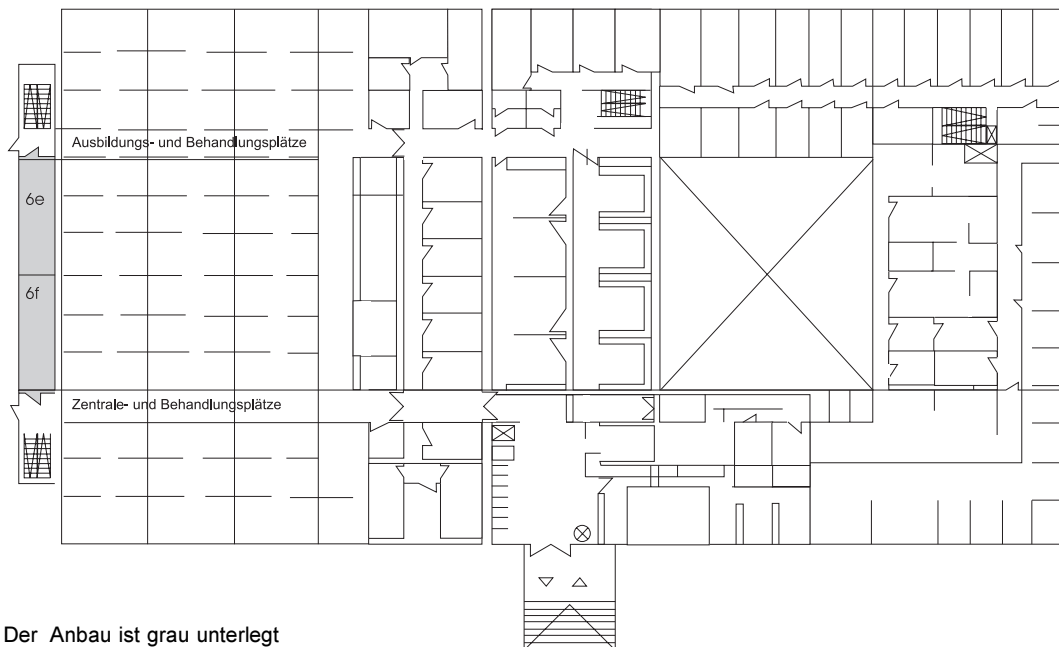 Ausbildungs- und Behandlungsplätze
6e
6f
Zentrale- und Behandlungsplätze
Der Anbau ist grau unterlegt